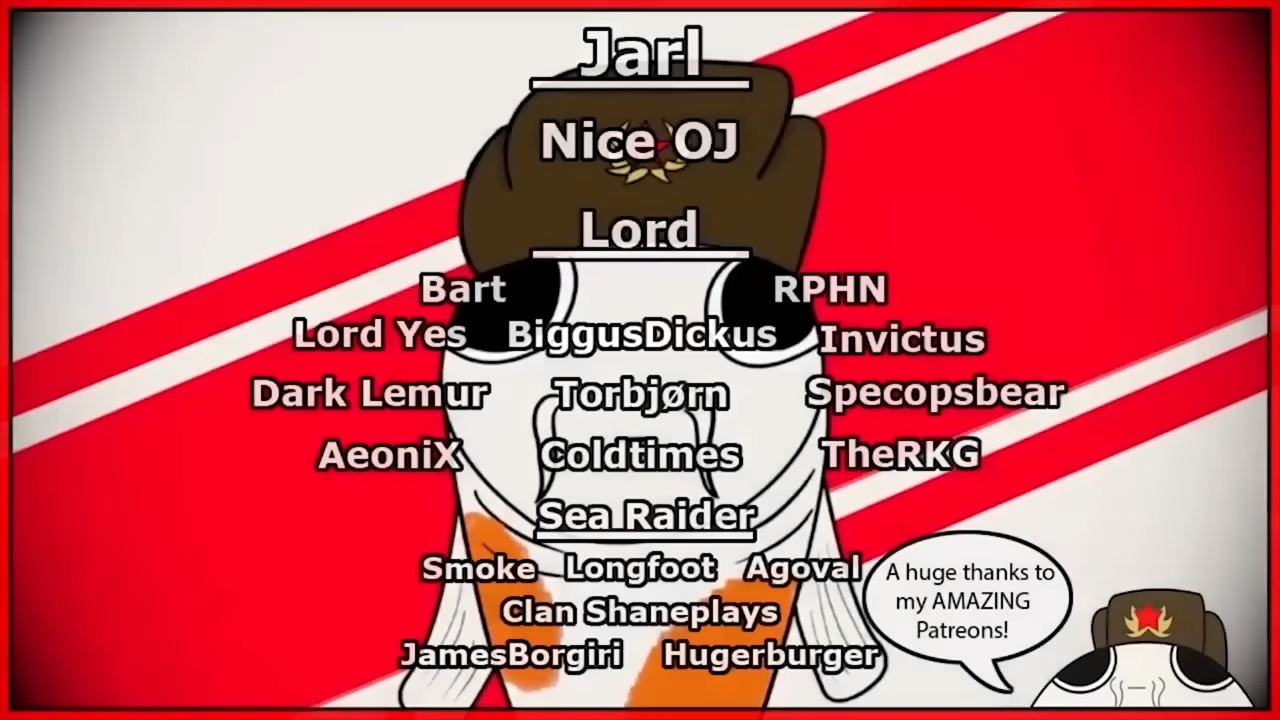 Jarl
Nice OJ
Lord
Bart RPHN
Lord Yes BiggusDickus Invictus
Dark Lemur Torbjørn Specopsbear
AeoniX Coldtimes TheRKG
Sea Raider
Smoke Longfoot Agoval
Clan Shaneplays
JamesBorgiri Hugerburger
A huge thanks to
my AMAZING
Patreons!